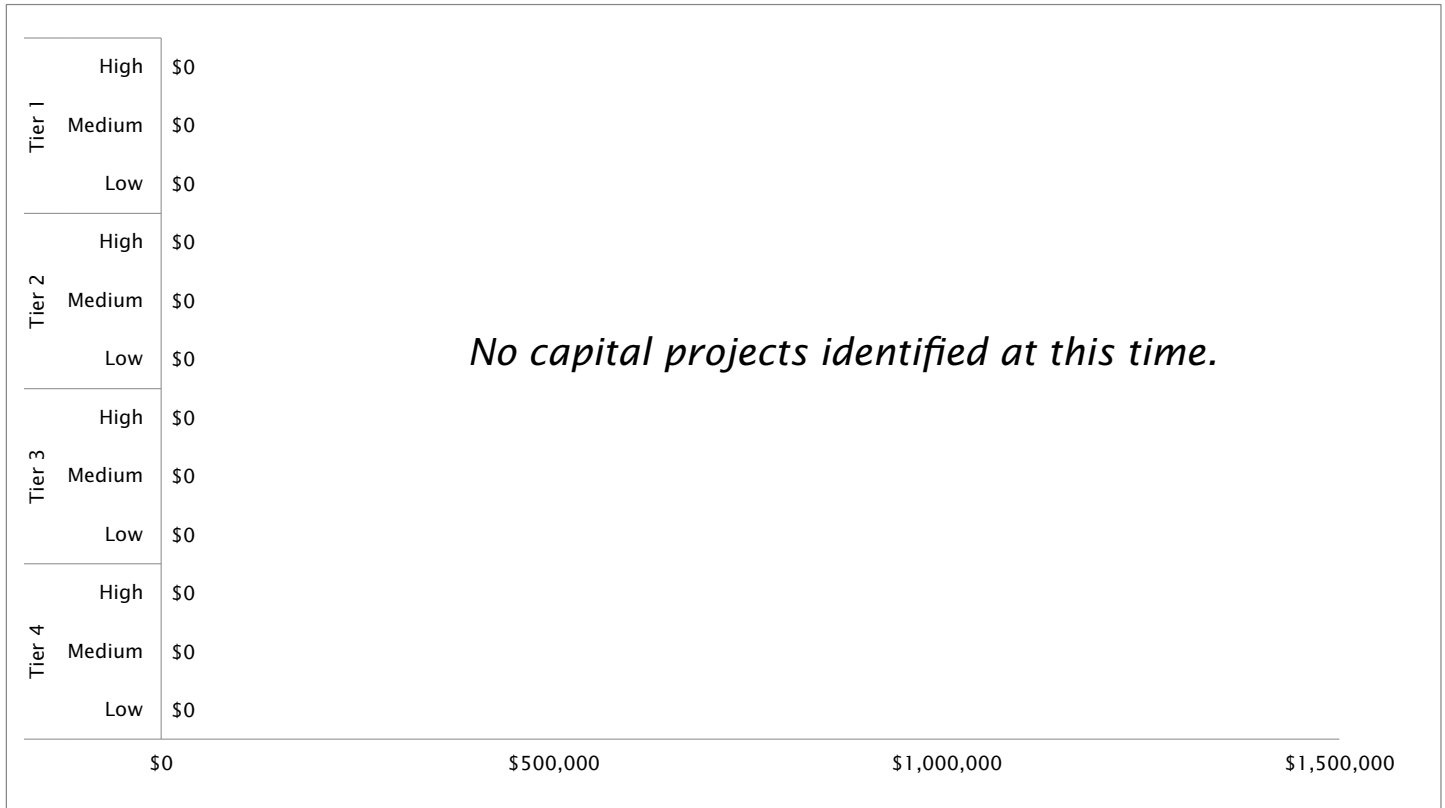 Tier 1
High $0
Medium $0
Low $0
Tier 2
High $0
Medium $0
Low $0
No capital projects identified at this time.
Tier 3
High $0
Medium $0
Low $0
Tier 4
High $0
Medium $0
Low $0
$0 $500,000 $1,000,000 $1,500,000